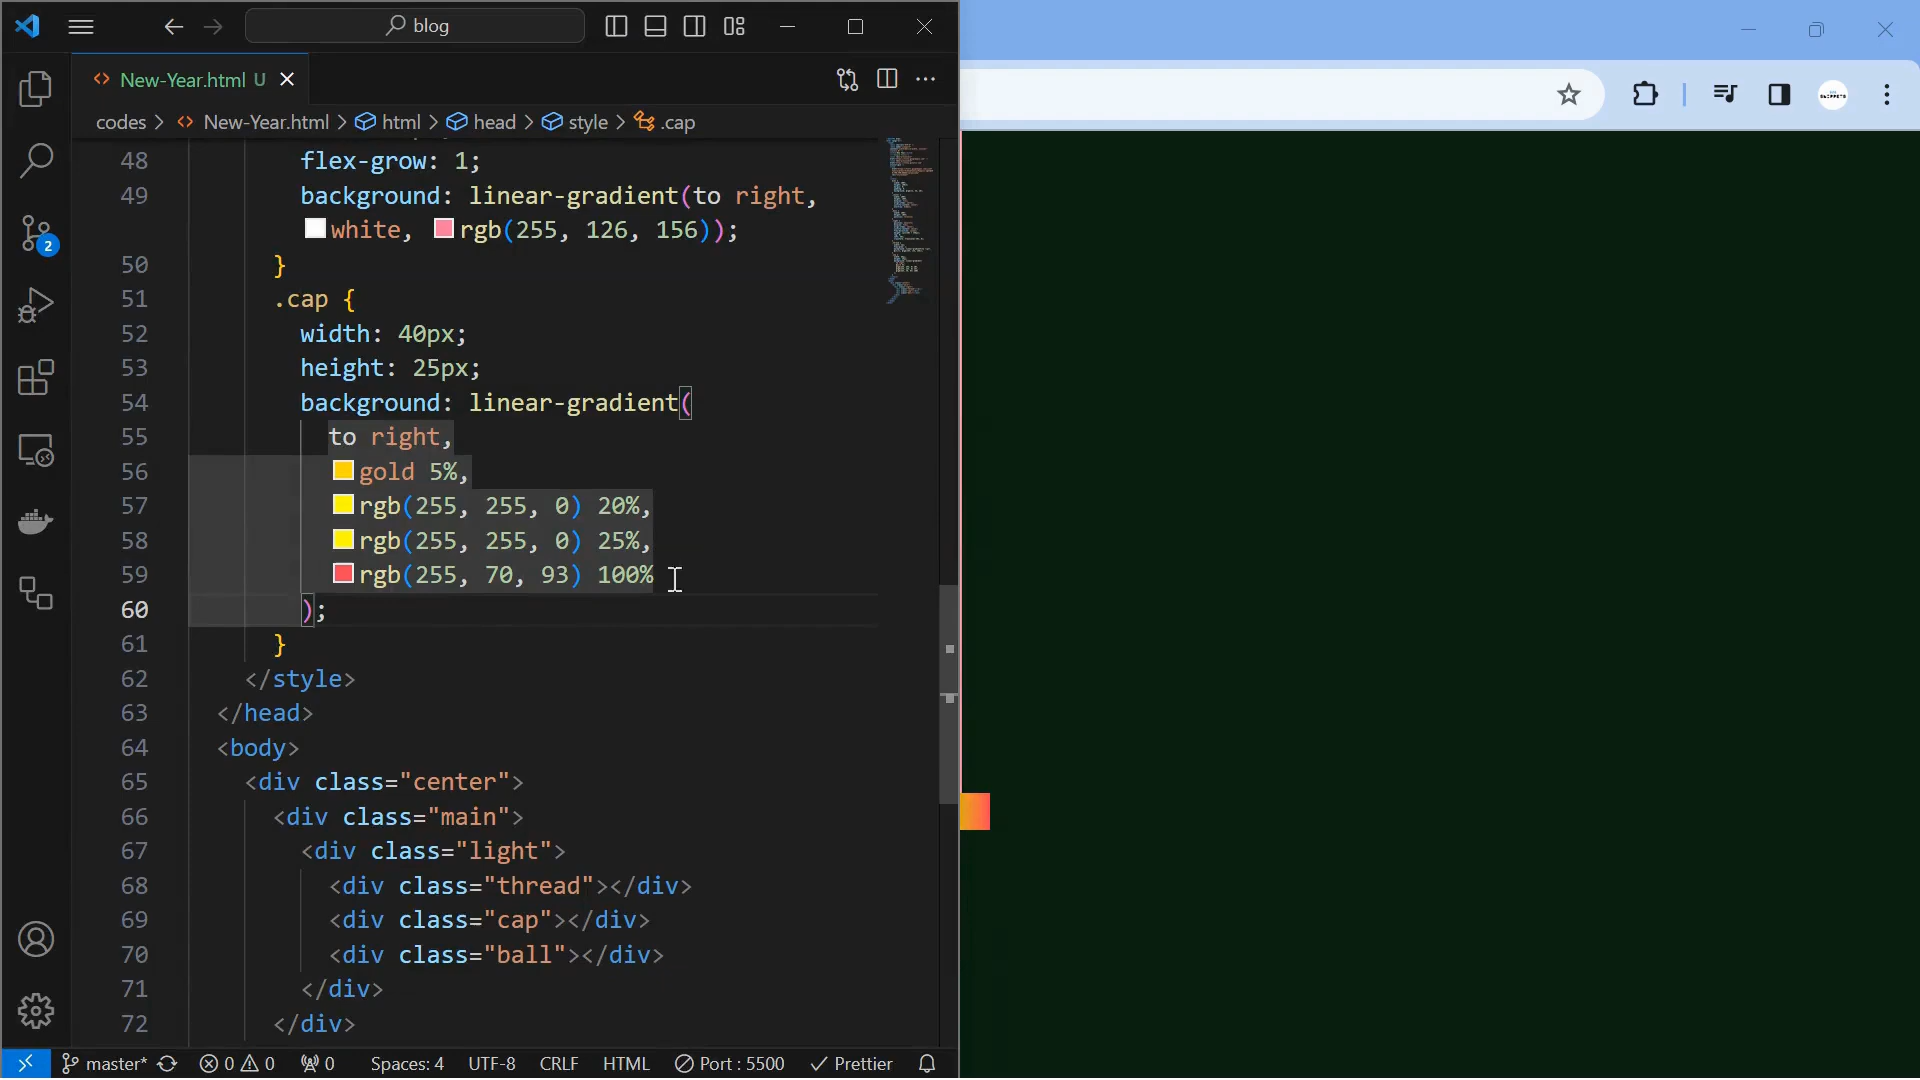 blog
New-Year.html U
codes > <> New-Year.html > html > head > style > .cap
48 flex-grow: 1;
49 background: linear-gradient(to right,
white, rgb(255, 126, 156));
50 }
51 .cap {
52 width: 40px;
53 height: 25px;
54 background: linear-gradient(
55 to right,
56 gold 5%,
57 rgb(255, 255, 0) 20%,
58 rgb(255, 255, 0) 25%,
59 rgb(255, 70, 93) 100%
60 );
61 }
62 </style>
63 </head>
64 <body>
65 <div class="center">
66 <div class="main">
67 <div class="light">
68 <div class="thread"></div>
69 <div class="cap"></div>
70 <div class="ball"></div>
71 </div>
72 </div>
2
master* 0 0 0 Spaces: 4 UTF-8 CRLF HTML Port : 5500 Prettier